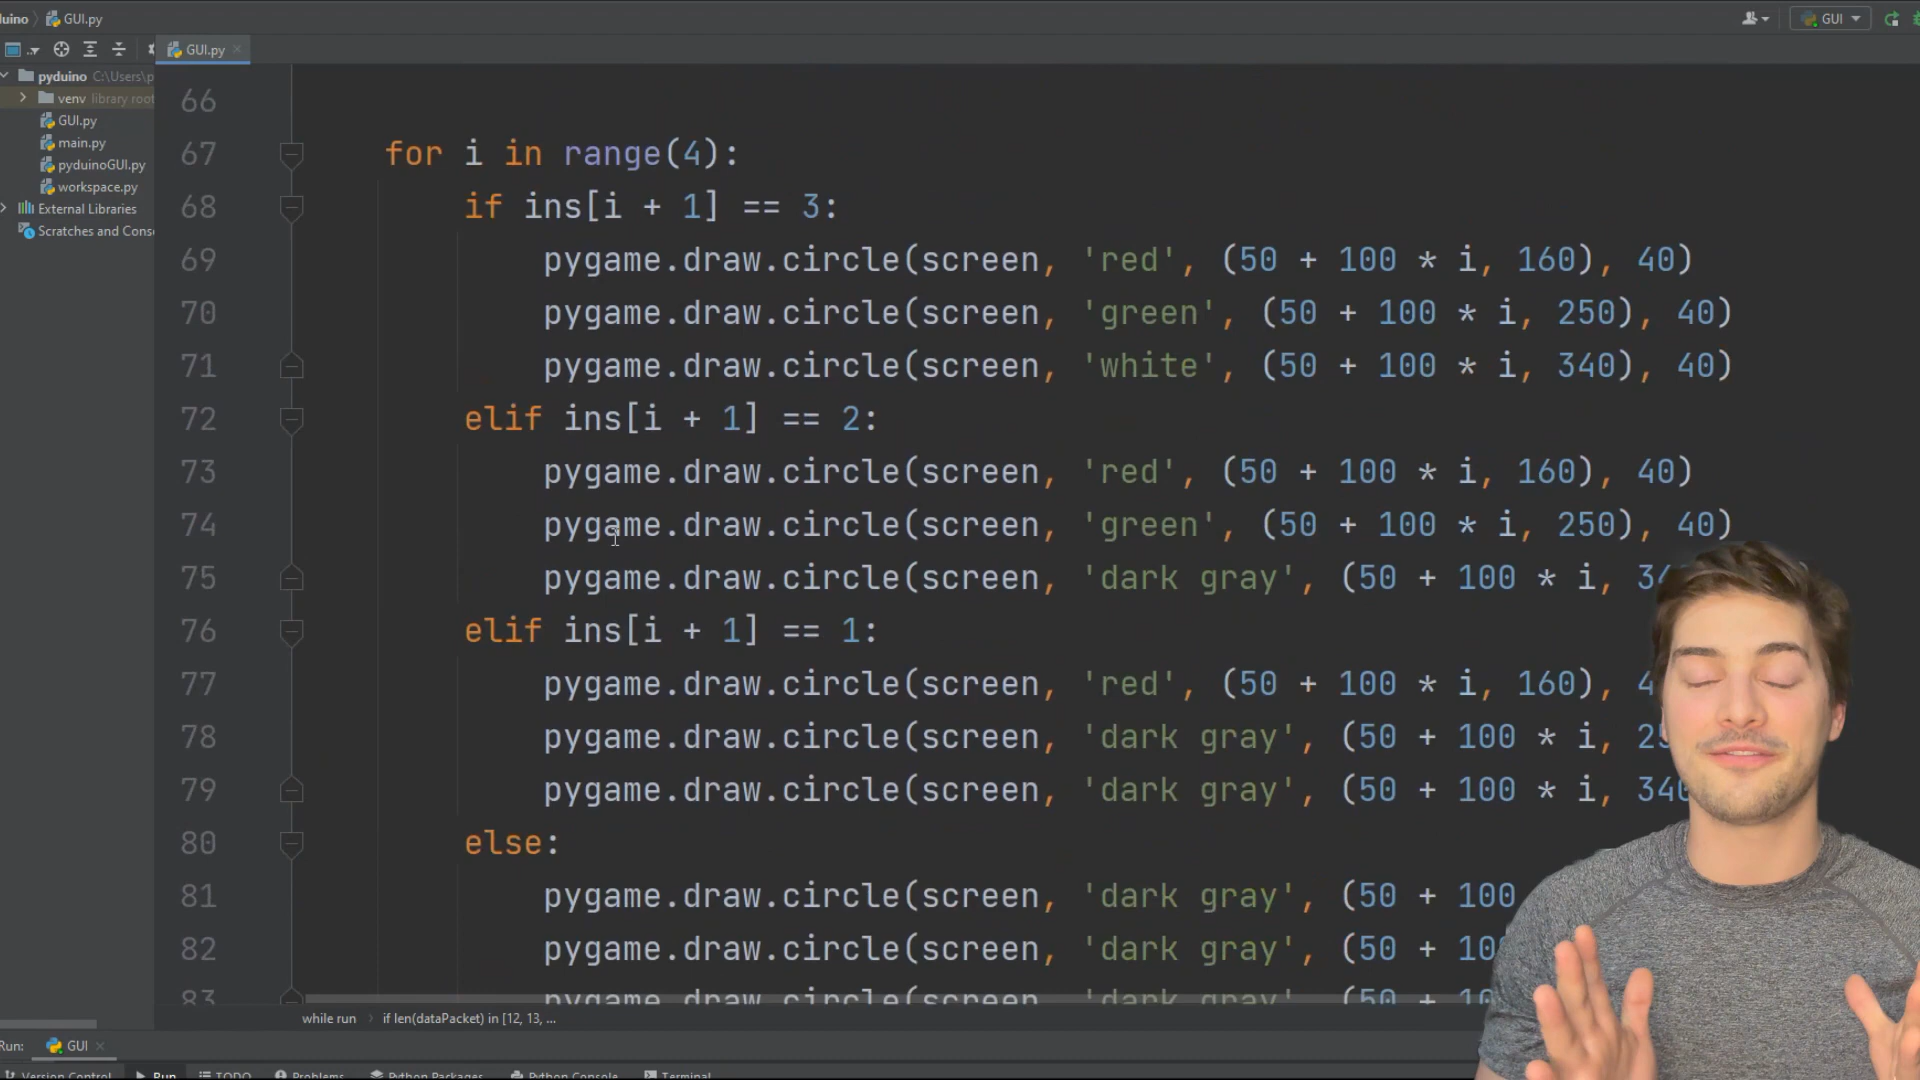 uino GUI.py GUI
GUI.py
pyduino C:\Users\p
venv library root
GUI.py
main.py
pyduinoGUI.py
workspace.py
External Libraries
Scratches and Cons
66
67 for i in range(4):
68 if ins[i + 1] == 3:
69 pygame.draw.circle(screen, 'red', (50 + 100 * i, 160), 40)
70 pygame.draw.circle(screen, 'green', (50 + 100 * i, 250), 40)
71 pygame.draw.circle(screen, 'white', (50 + 100 * i, 340), 40)
72 elif ins[i + 1] == 2:
73 pygame.draw.circle(screen, 'red', (50 + 100 * i, 160), 40)
74 pygame.draw.circle(screen, 'green', (50 + 100 * i, 250), 40)
75 pygame.draw.circle(screen, 'dark gray', (50 + 100 * i, 34
76 elif ins[i + 1] == 1:
77 pygame.draw.circle(screen, 'red', (50 + 100 * i, 160), 4
78 pygame.draw.circle(screen, 'dark gray', (50 + 100 * i, 25
79 pygame.draw.circle(screen, 'dark gray', (50 + 100 * i, 340
80 else:
81 pygame.draw.circle(screen, 'dark gray', (50 + 100
82 pygame.draw.circle(screen, 'dark gray', (50 + 10
83 pygame.draw.circle(screen, 'dark gray', (50 + 10
while run if len(dataPacket) in [12, 13, ...
Run: GUI
Version Control Run TODO Problems Python Packages Python Console Terminal